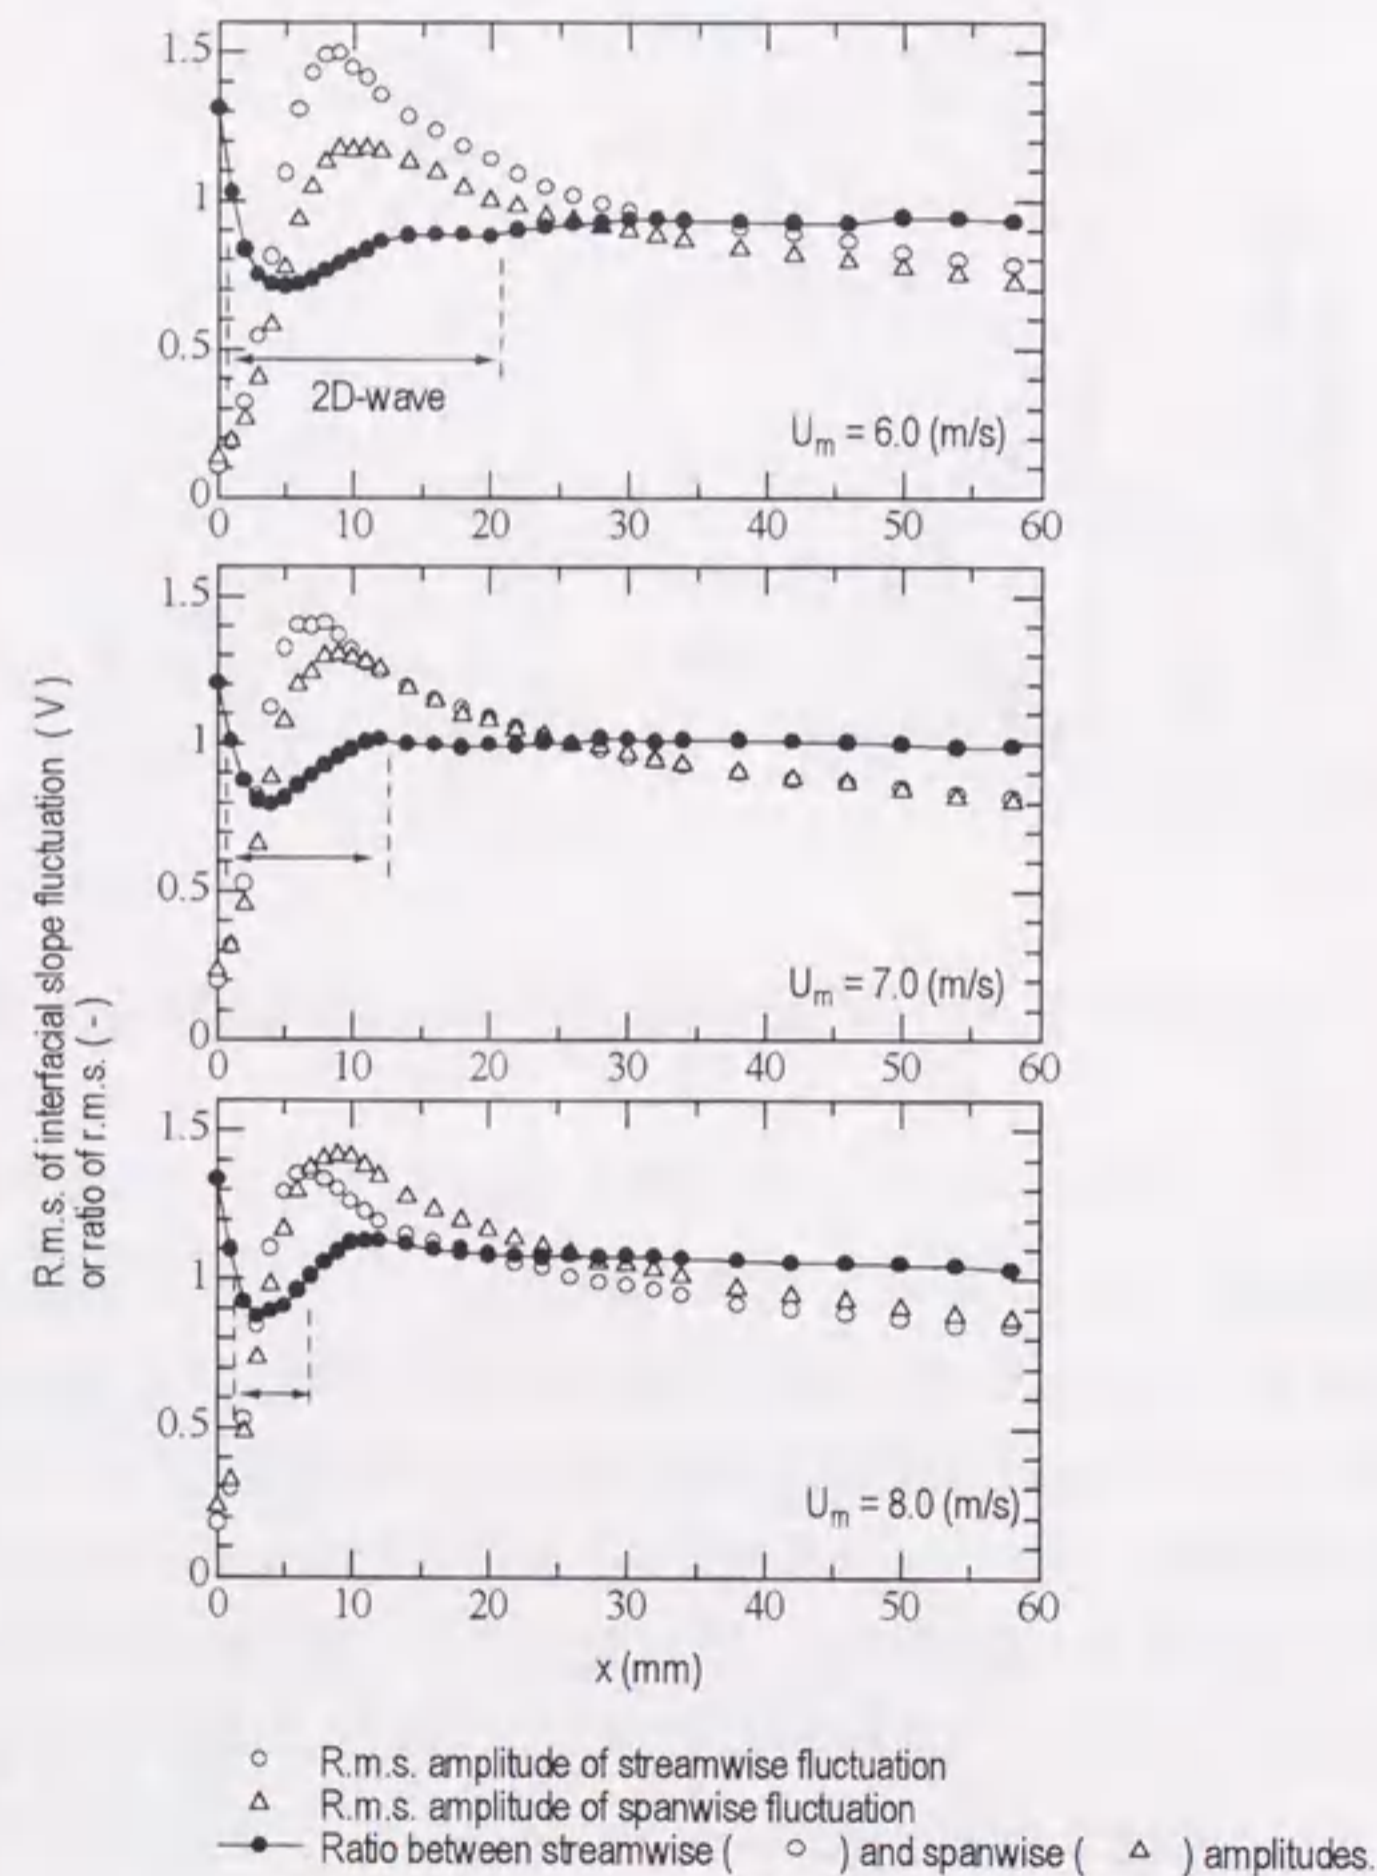 R.m.s. of interfacial slope fluctuation ( V )
or ratio of r.m.s. ( - )
1.5
1
0.5
0
2D-wave
Um = 6.0 (m/s)
0 10 20 30 40 50 60
1.5
1
0.5
0
Um = 7.0 (m/s)
0 10 20 30 40 50 60
1.5
1
0.5
0
Um = 8.0 (m/s)
0 10 20 30 40 50 60
x (mm)
○ R.m.s. amplitude of streamwise fluctuation
△ R.m.s. amplitude of spanwise fluctuation
● Ratio between streamwise ( ○ ) and spanwise ( △ ) amplitudes.